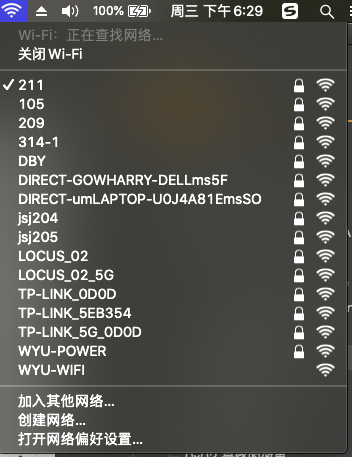 100% 周三 下午6:29 S
Wi-Fi：正在查找网络...
关闭 Wi-Fi
211
105
209
314-1
DBY
DIRECT-GOWHARRY-DELLms5F
DIRECT-umLAPTOP-U0J4A81EmsSO
jsj204
jsj205
LOCUS_02
LOCUS_02_5G
TP-LINK_0D0D
TP-LINK_5EB354
TP-LINK_5G_0D0D
WYU-POWER
WYU-WIFI
加入其他网络...
创建网络...
打开网络偏好设置...